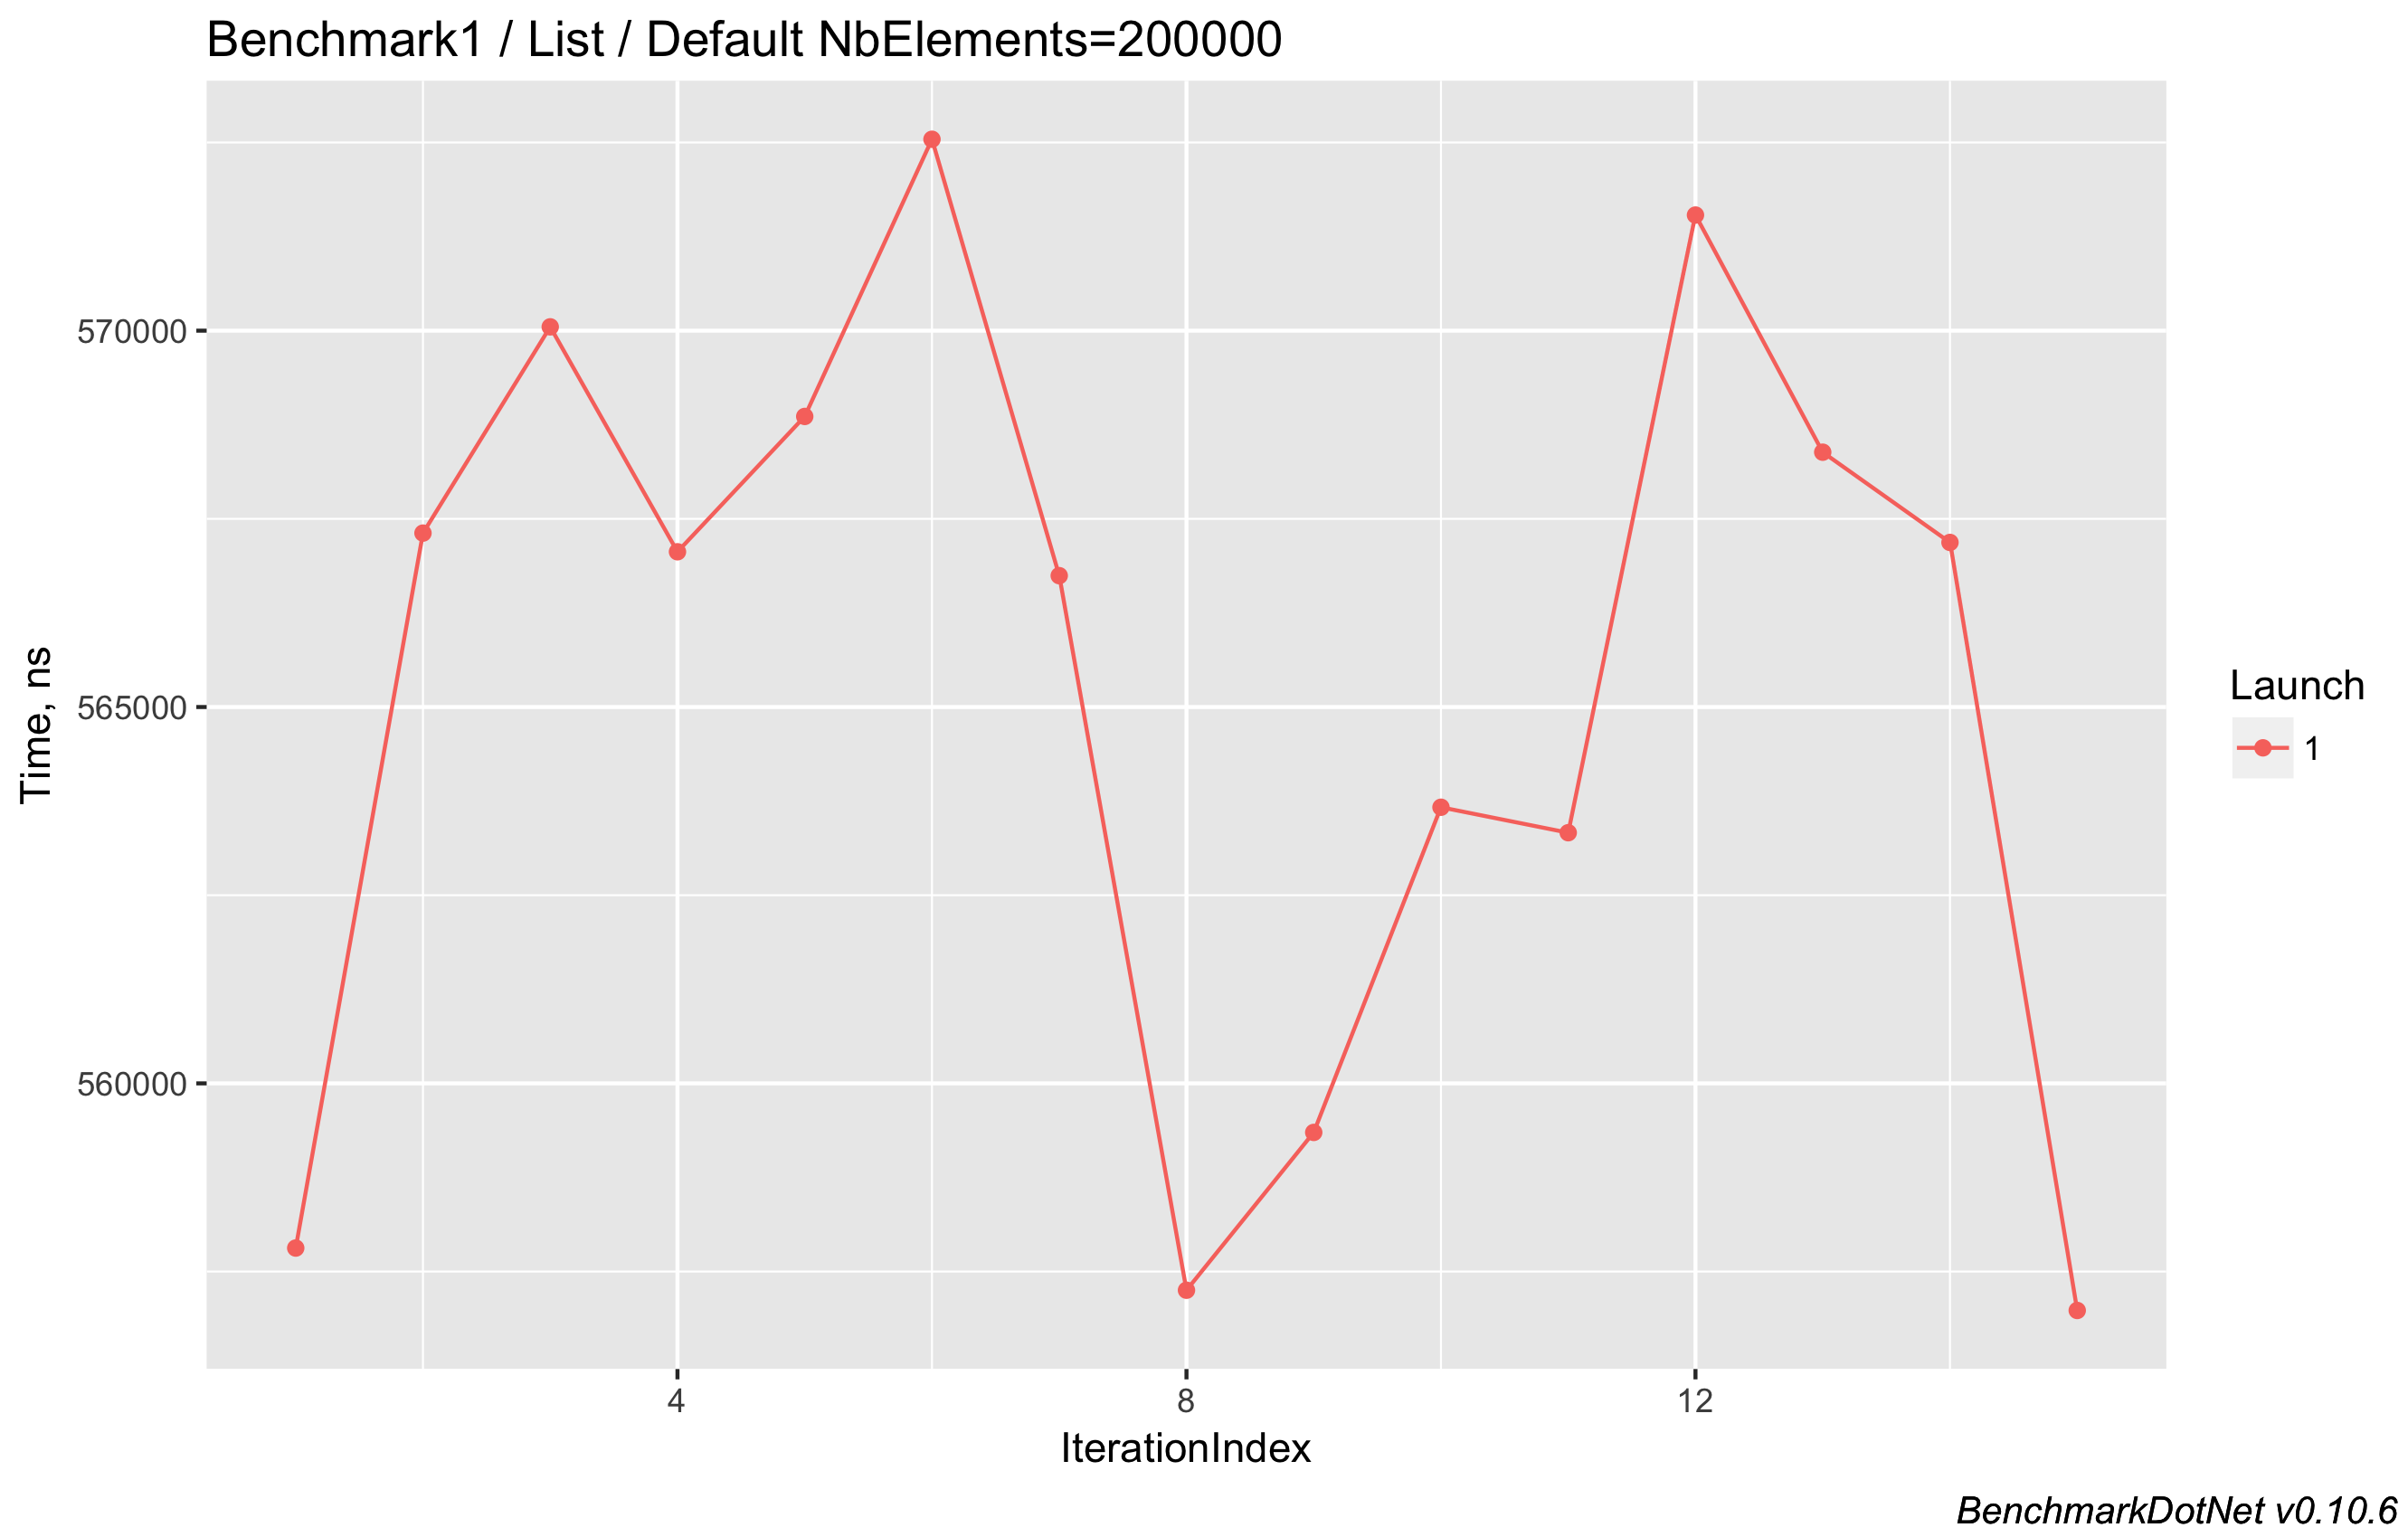 Benchmark1 / List / Default NbElements=200000
Time, ns
570000
565000
560000
4
8
12
IterationIndex
Launch
1
BenchmarkDotNet v0.10.6